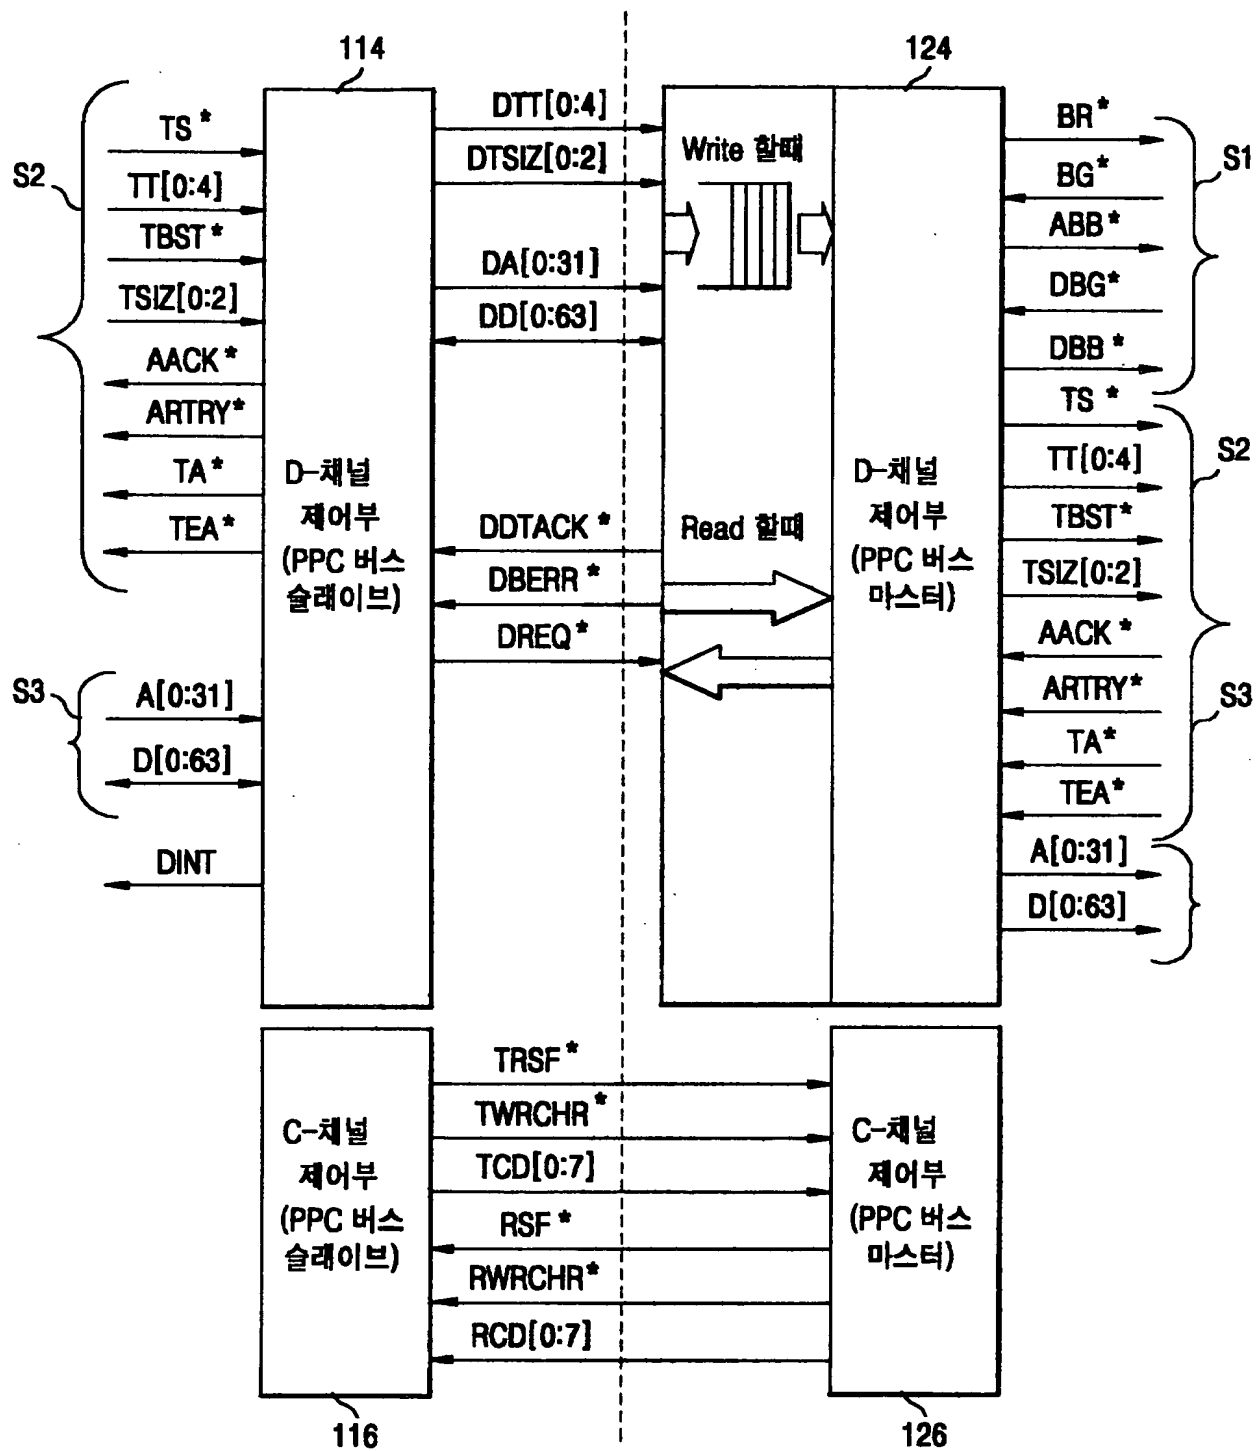 114
124
S2
TS*
TT[0:4]
TBST*
TSIZ[0:2]
AACK*
ARTRY*
TA*
TEA*
S3
A[0:31]
D[0:63]
DINT
D-채널
제어부
(PPC 버스
슬래이브)
DTT[0:4]
DTSIZ[0:2]
DA[0:31]
DD[0:63]
DDTACK*
DBERR*
DREQ*
Write 할때
Read 할때
D-채널
제어부
(PPC 버스
마스터)
BR*
BG*
ABB*
DBG*
DBB*
S1
TS*
TT[0:4]
TBST*
TSIZ[0:2]
AACK*
ARTRY*
TA*
TEA*
S2
S3
A[0:31]
D[0:63]
C-채널
제어부
(PPC 버스
슬래이브)
TRSF*
TWRCHR*
TCD[0:7]
RSF*
RWRCHR*
RCD[0:7]
C-채널
제어부
(PPC 버스
마스터)
116
126